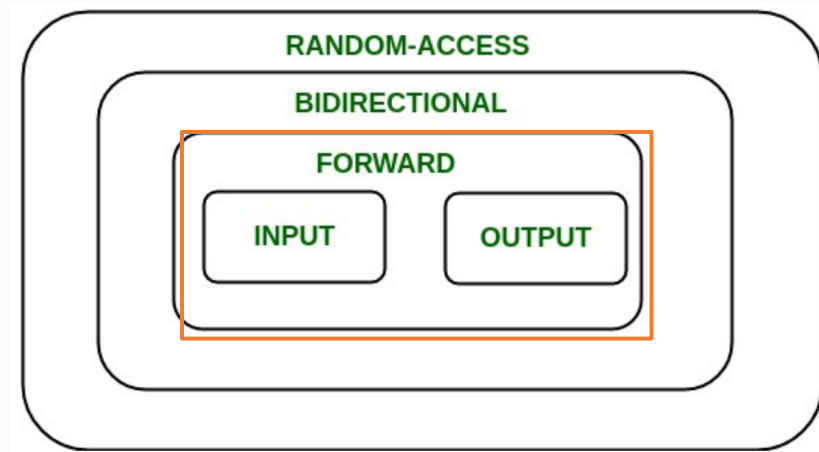 RANDOM-ACCESS
BIDIRECTIONAL
FORWARD
INPUT
OUTPUT